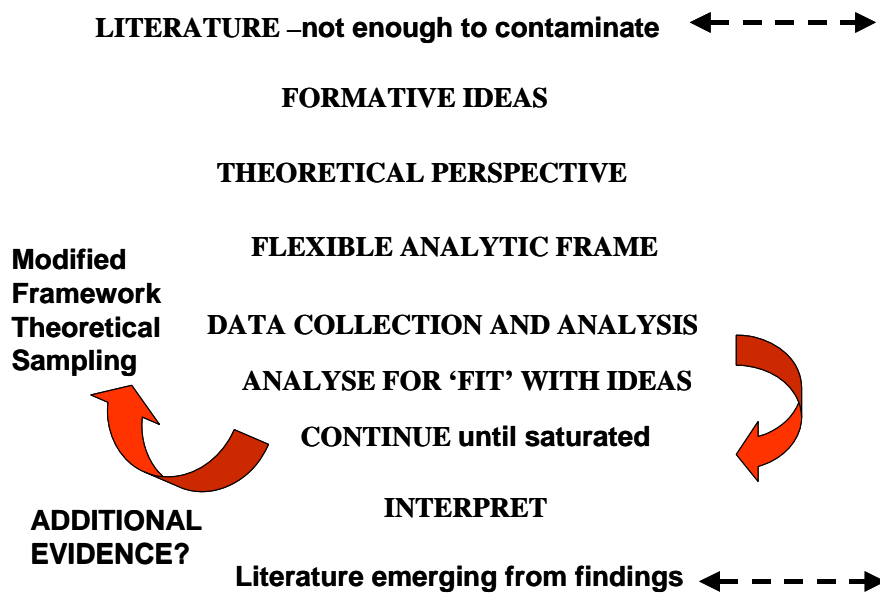 LITERATURE –not enough to contaminate
FORMATIVE IDEAS
THEORETICAL PERSPECTIVE
FLEXIBLE ANALYTIC FRAME
Modified
Framework
Theoretical
Sampling
DATA COLLECTION AND ANALYSIS
ANALYSE FOR ‘FIT’ WITH IDEAS
CONTINUE until saturated
INTERPRET
ADDITIONAL
EVIDENCE?
Literature emerging from findings